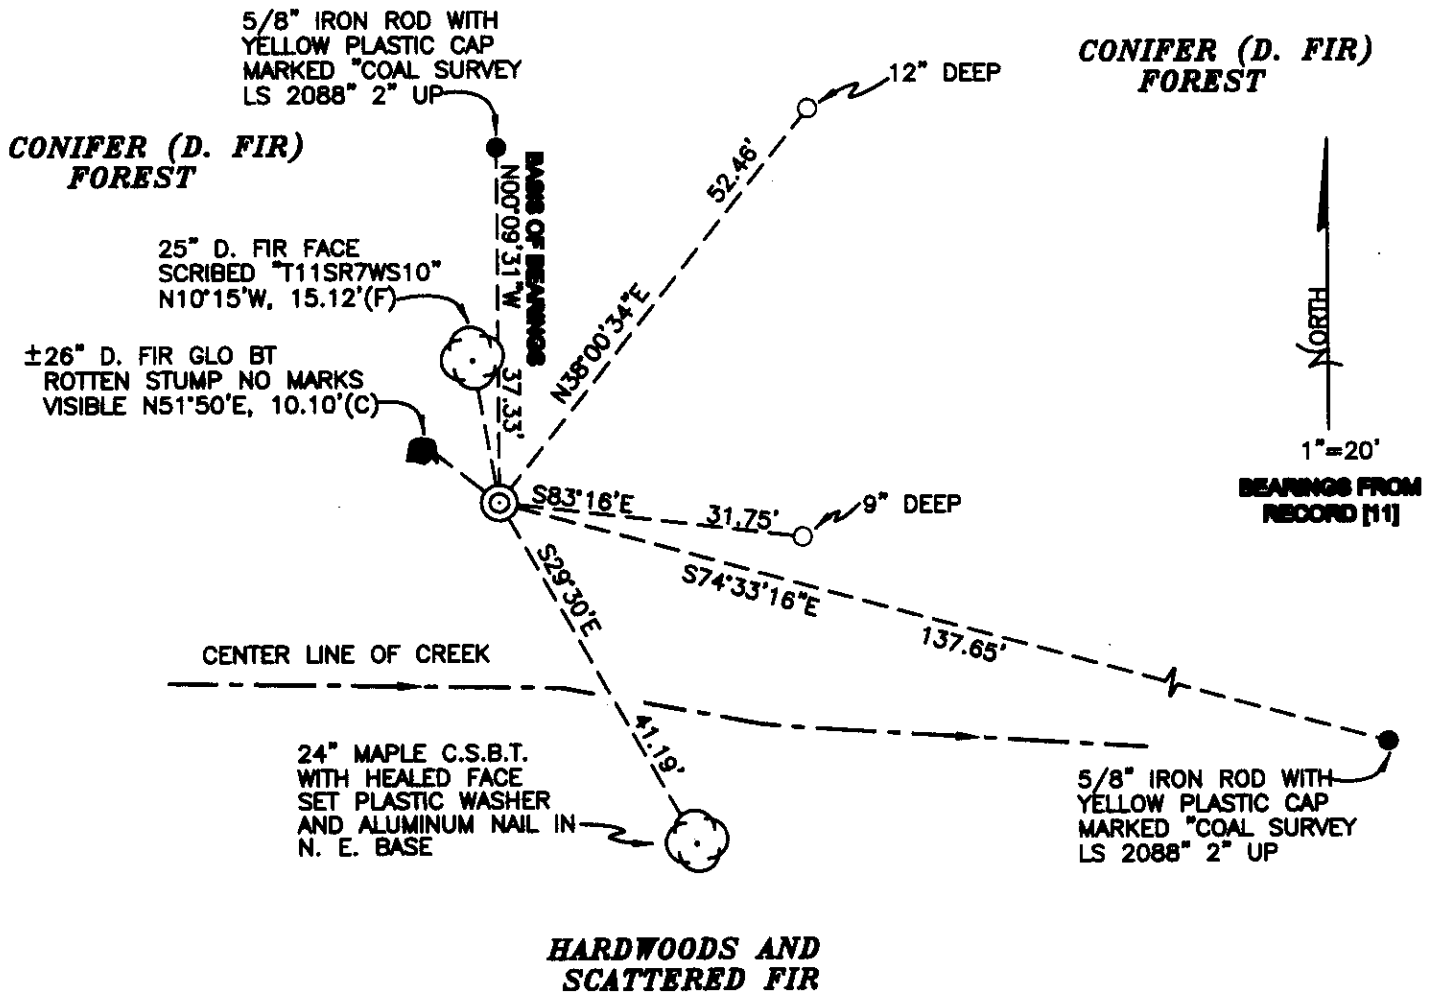 5/8" IRON ROD WITH
YELLOW PLASTIC CAP
MARKED "COAL SURVEY
LS 2088" 2" UP
12" DEEP
CONIFER (D. FIR)
FOREST
CONIFER (D. FIR)
FOREST
BASIS OF BEARINGS
N00°09'31"W
37.33'
52.46'
N38°00'34"E
25" D. FIR FACE
SCRIBED "T11SR7WS10"
N10°15'W, 15.12'(F)
±26" D. FIR GLO BT
ROTTEN STUMP NO MARKS
VISIBLE N51°50'E, 10.10'(C)
NORTH
1"=20'
BEARINGS FROM
RECORD [11]
S83°16'E
31.75'
9" DEEP
S74°33'16"E
137.65'
S29°30'E
41.19'
CENTER LINE OF CREEK
24" MAPLE C.S.B.T.
WITH HEALED FACE
SET PLASTIC WASHER
AND ALUMINUM NAIL IN
N. E. BASE
5/8" IRON ROD WITH
YELLOW PLASTIC CAP
MARKED "COAL SURVEY
LS 2088" 2" UP
HARDWOODS AND
SCATTERED FIR